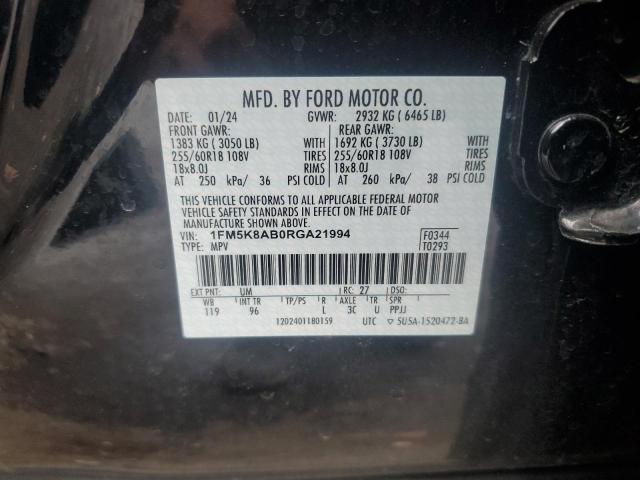 MFD. BY FORD MOTOR CO.
DATE: 01/24 GVWR: 2932 KG ( 6465 LB)
FRONT GAWR: REAR GAWR:
1383 KG ( 3050 LB) WITH 1692 KG ( 3730 LB) WITH
255/60R18 108V TIRES 255/60R18 108V TIRES
18x8.0J RIMS 18x8.0J RIMS
AT 250 kPa/ 36 PSI COLD AT 260 kPa/ 38 PSI COLD
THIS VEHICLE CONFORMS TO ALL APPLICABLE FEDERAL MOTOR
VEHICLE SAFETY STANDARDS IN EFFECT ON THE DATE OF
MANUFACTURE SHOWN ABOVE.
VIN: 1FM5K8AB0RGA21994 F0344
TYPE: MPV T0293
EXT PNT: UM RC: 27 DSO:
WB INT TR TP/PS R AXLE TR SPR
119 96 L 3C U PPJJ
1202401180159 UTC ▽ 5U5A-1520472-BA